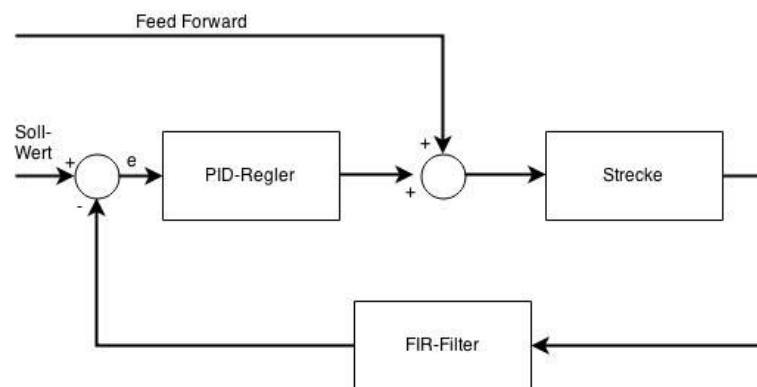 Feed Forward
Soll-
Wert
+
e
PID-Regler
+
+
Strecke
-
FIR-Filter